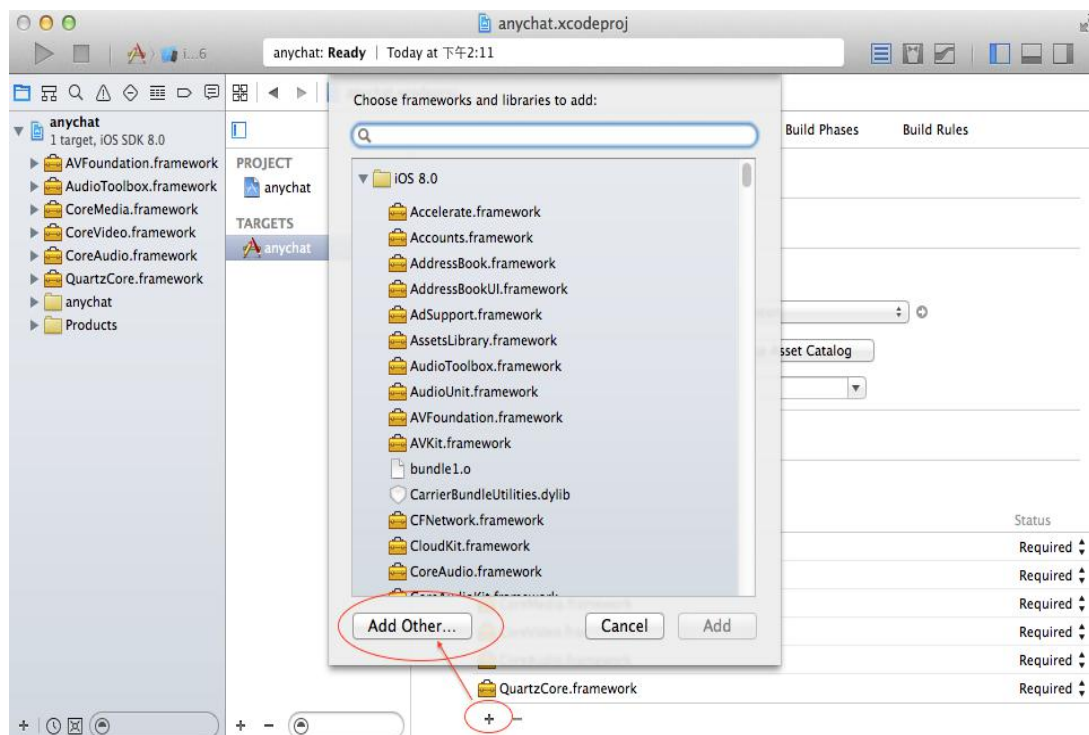 anychat.xcodeproj
i...6
anychat: Ready | Today at 下午2:11
Choose frameworks and libraries to add:
anychat
1 target, iOS SDK 8.0
AVFoundation.framework
AudioToolbox.framework
CoreMedia.framework
CoreVideo.framework
CoreAudio.framework
QuartzCore.framework
anychat
Products
PROJECT
anychat
TARGETS
anychat
iOS 8.0
Accelerate.framework
Accounts.framework
AddressBook.framework
AddressBookUI.framework
AdSupport.framework
AssetsLibrary.framework
AudioToolbox.framework
AudioUnit.framework
AVFoundation.framework
AVKit.framework
bundle1.o
CarrierBundleUtilities.dylib
CFNetwork.framework
CloudKit.framework
CoreAudio.framework
CoreAudioKit.framework
Add Other...
Cancel
Add
Build Phases
Build Rules
Asset Catalog
Status
Required
Required
Required
Required
Required
QuartzCore.framework
Required